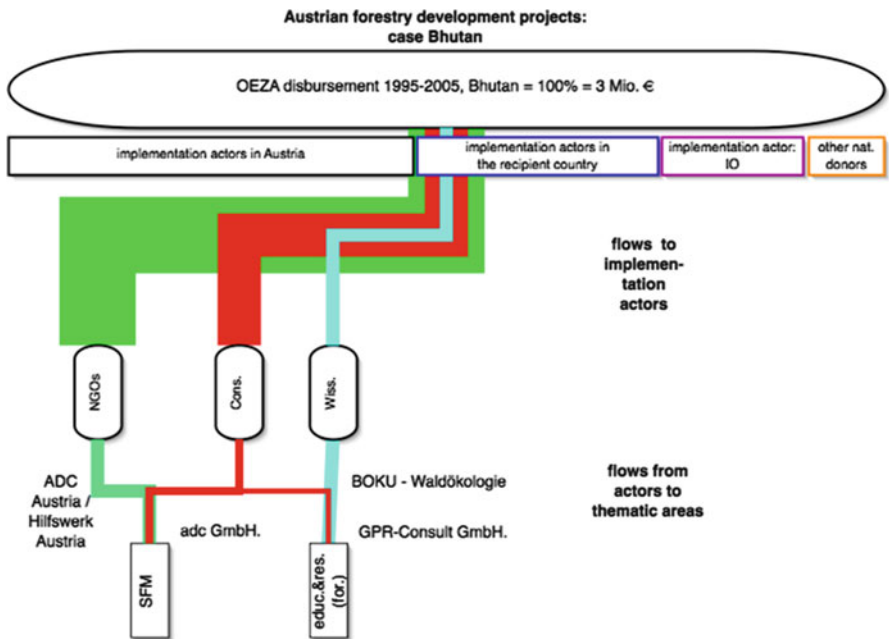 Austrian forestry development projects:
case Bhutan
OEZA disbursement 1995-2005, Bhutan = 100% = 3 Mio. €
implementation actors in Austria
implementation actors in
the recipient country
implementation actor:
IO
other nat.
donors
flows to
implemen-
tation
actors
NGOs
Cons.
Wiss.
ADC
Austria /
Hilfswerk
Austria
adc GmbH.
BOKU - Waldökologie
GPR-Consult GmbH.
flows from
actors to
thematic areas
SFM
educ.&res.
(for.)